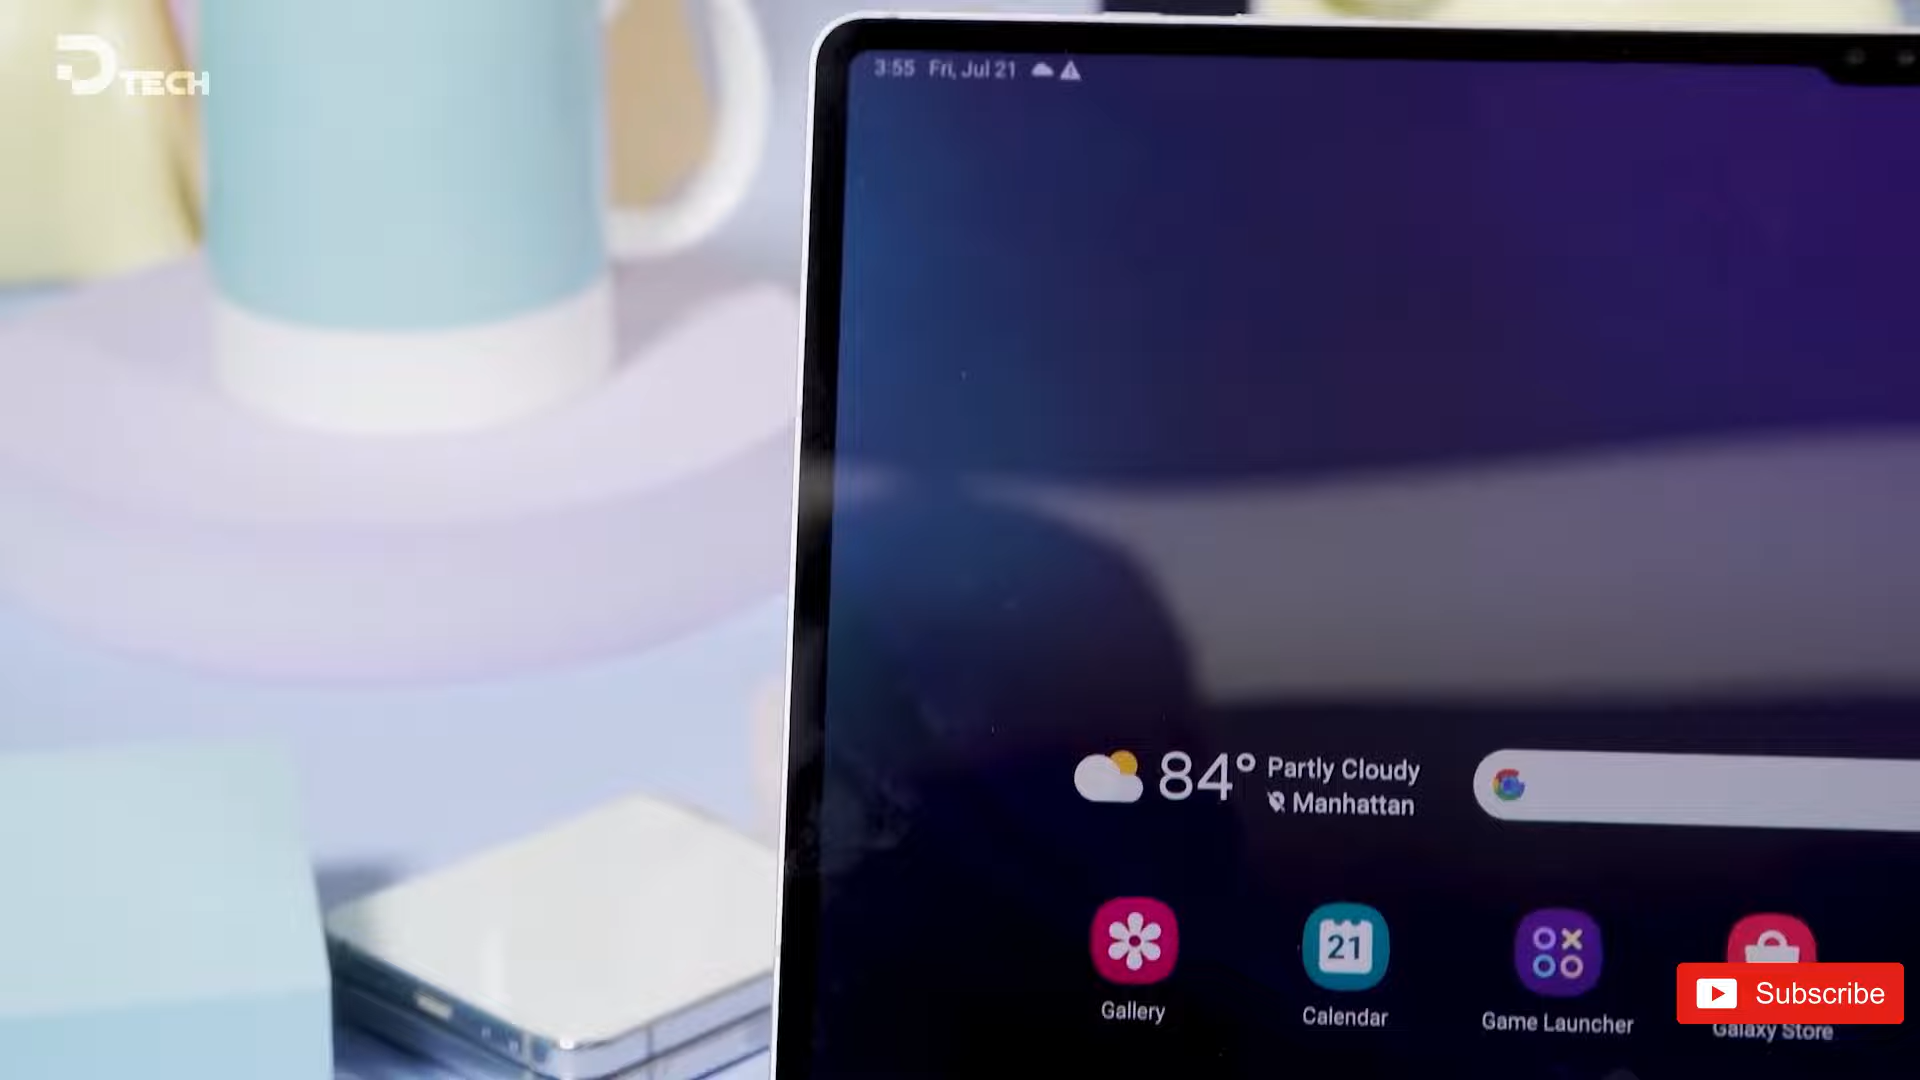 D TECH
3:55 Fri, Jul 21
84° Partly Cloudy
Manhattan
Gallery
21
Calendar
Game Launcher
Galaxy Store
Subscribe